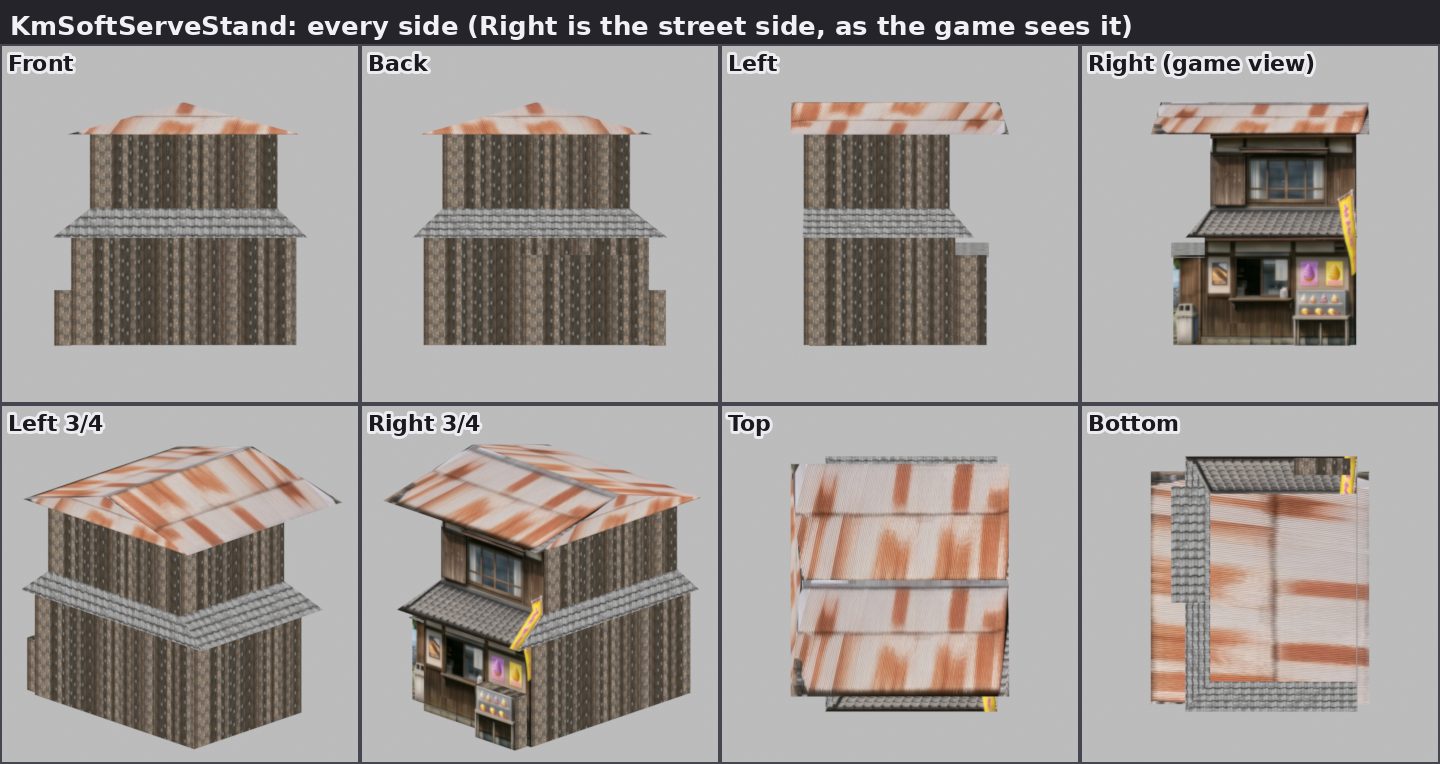 KmSoftServeStand: every side (Right is the street side, as the game sees it)
Front
Back
Left
Right (game view)
Left 3/4
Right 3/4
Top
Bottom